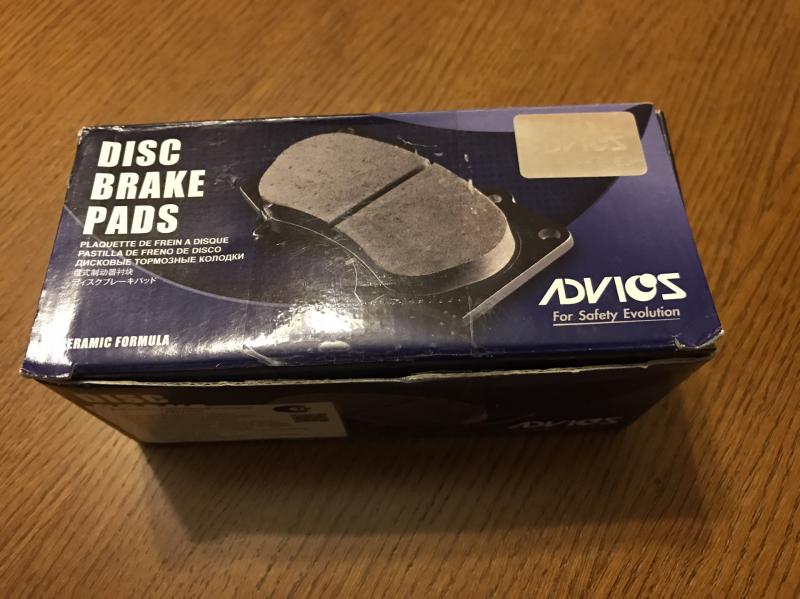 DISC
BRAKE
PADS
PLAQUETTE DE FREIN A DISQUE
PASTILLA DE FRENO DE DISCO
ДИСКОВЫЕ ТОРМОЗНЫЕ КОЛОДКИ
盘式制动器衬块
ディスクブレーキパッド
ERAMIC FORMULA
ADVICS
ADVICS
For Safety Evolution
DISC
ADVICS